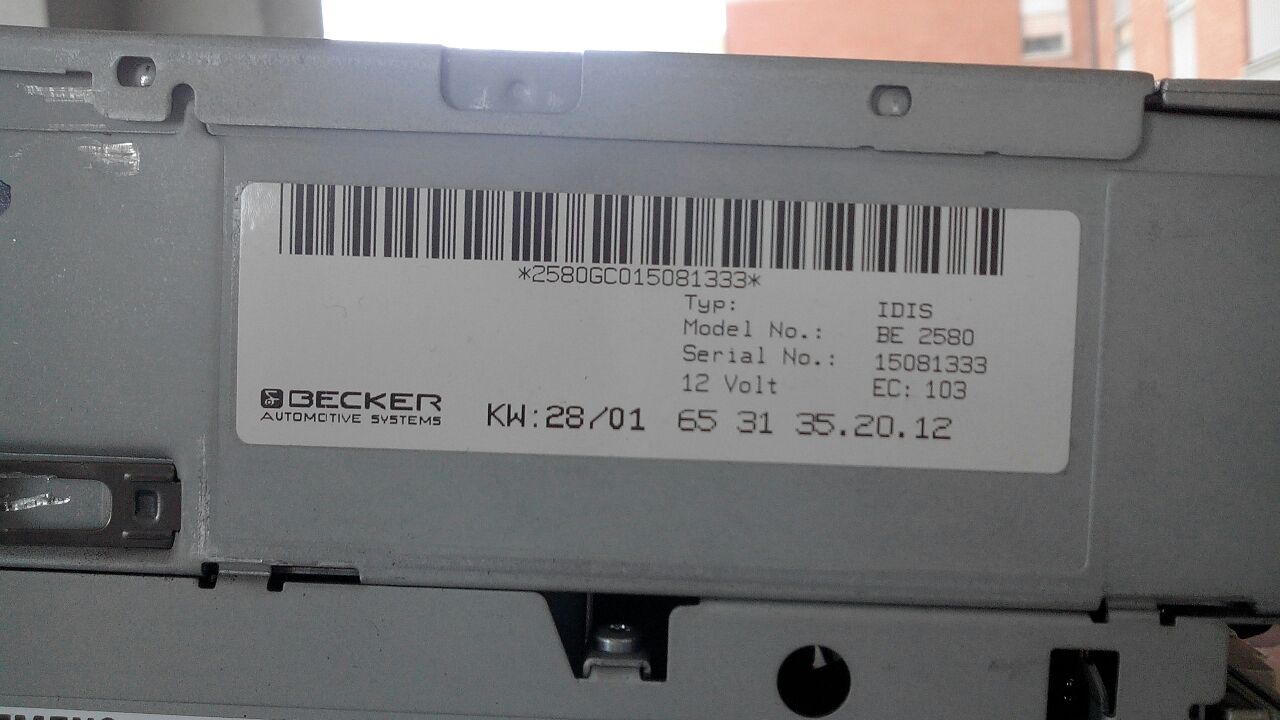 *2580GC015081333*
Typ: IDIS
Model No.: BE 2580
Serial No.: 15081333
12 Volt EC: 103
BECKER
AUTOMOTIVE SYSTEMS
KW:28/01 65 31 35.20.12